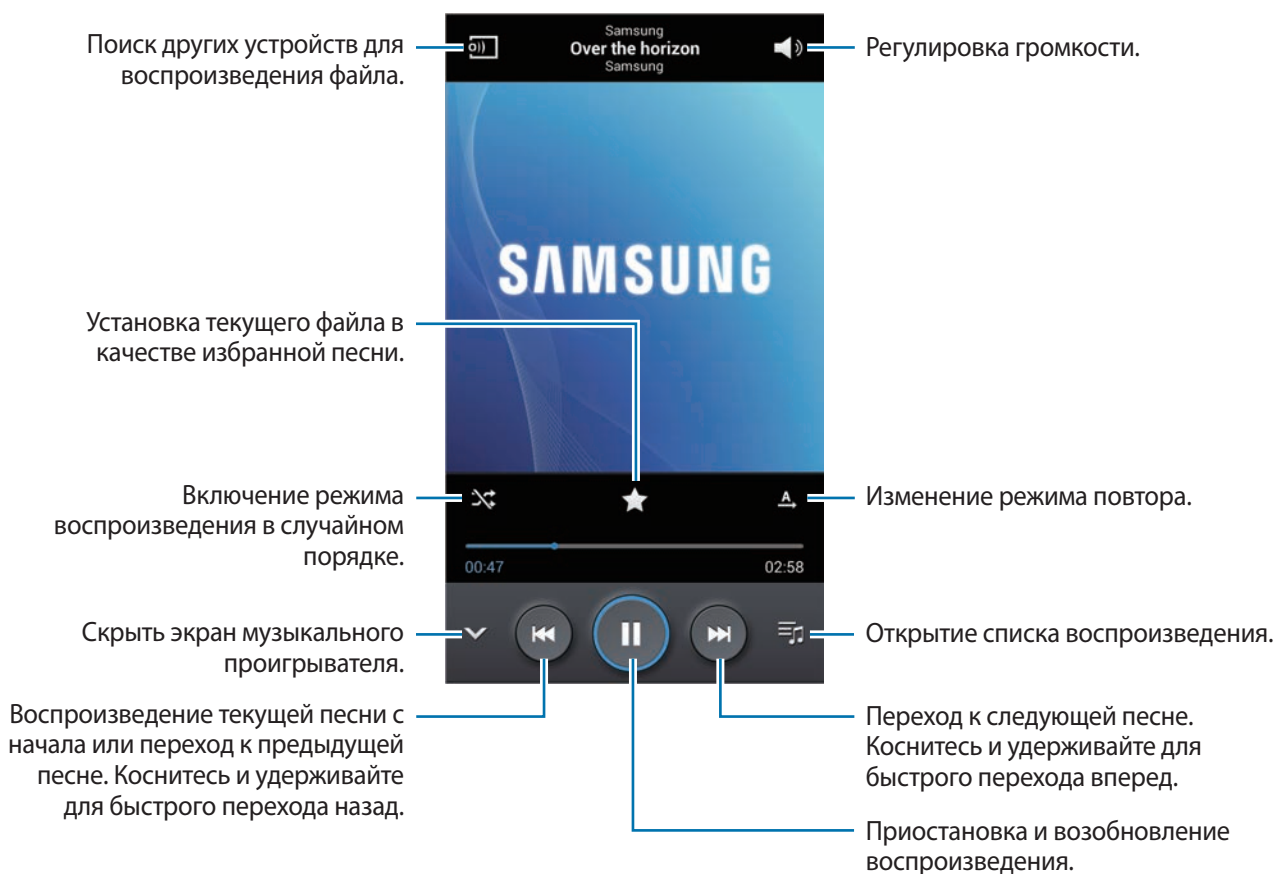 Поиск других устройств для
воспроизведения файла.
Samsung
Over the horizon
Samsung
Регулировка громкости.
SAMSUNG
Установка текущего файла в
качестве избранной песни.
Включение режима
воспроизведения в случайном
порядке.
A
Изменение режима повтора.
00:47
02:58
Скрыть экран музыкального
проигрывателя.
Открытие списка воспроизведения.
Воспроизведение текущей песни с
начала или переход к предыдущей
песне. Коснитесь и удерживайте
для быстрого перехода назад.
Переход к следующей песне.
Коснитесь и удерживайте для
быстрого перехода вперед.
Приостановка и возобновление
воспроизведения.